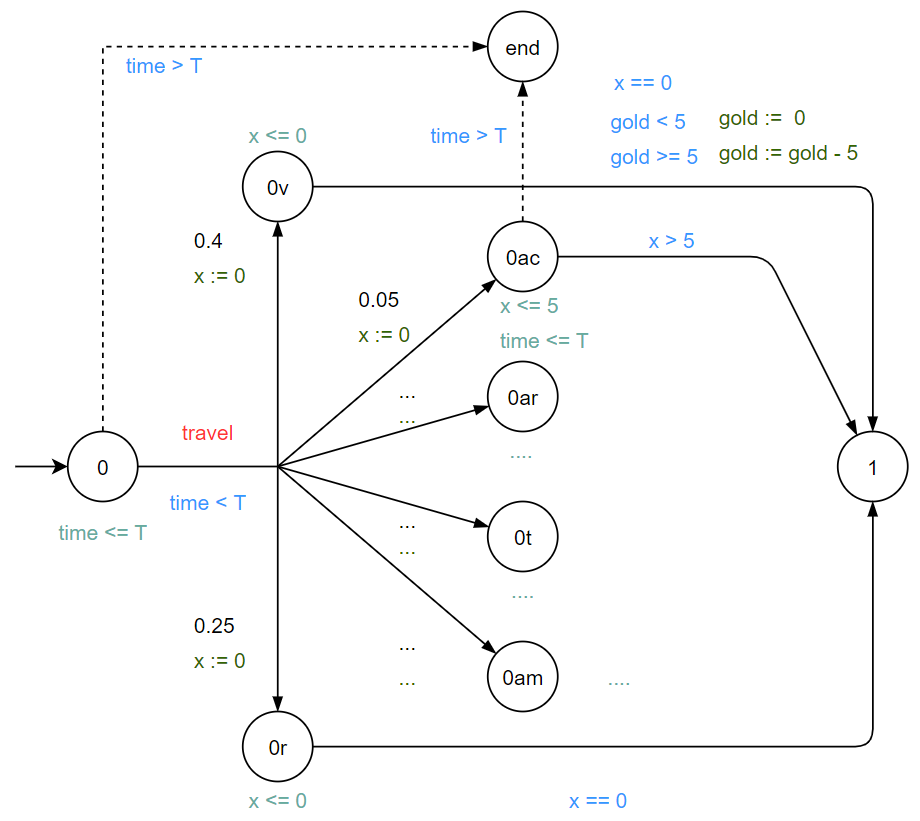 end
time > T
x == 0
gold < 5 gold := 0
gold >= 5 gold := gold - 5
time > T
x <= 0
0v
0.4
x := 0
0ac
x > 5
x <= 5
time <= T
0.05
x := 0
...
...
0ar
....
travel
0
time < T
time <= T
1
...
...
0t
....
0.25
x := 0
...
...
0am
....
0r
x <= 0
x == 0